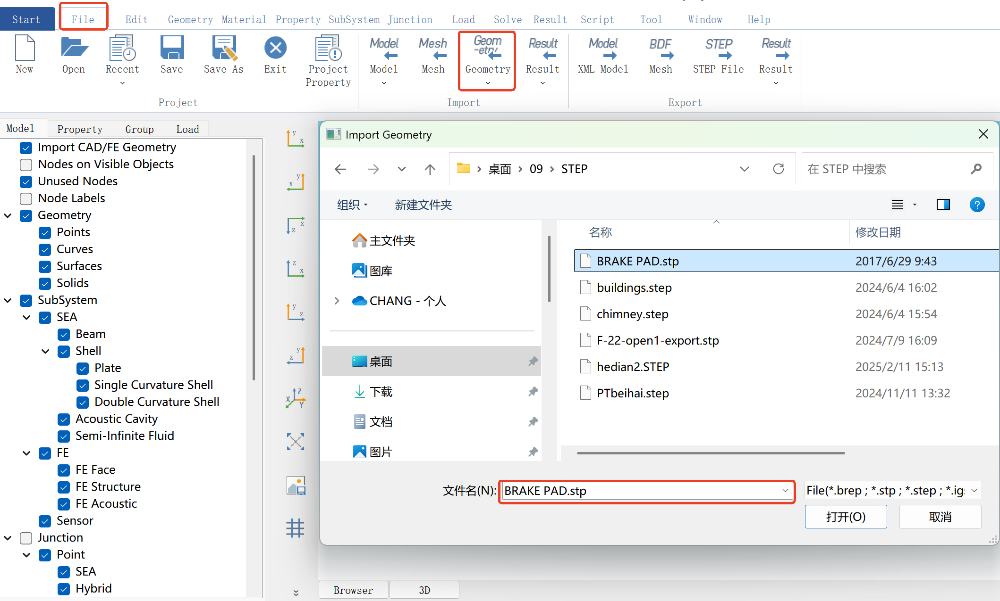 Start File Edit Geometry Material Property SubSystem Junction Load Solve Result Script Tool Window Help
Model Mesh Geom Result Model BDF STEP Result
-etry
New Open Recent Save Save As Exit Project Model Mesh Geometry Result XML Model Mesh STEP File Result
Property
Project Import Export
Model Property Group Load
Import CAD/FE Geometry
Nodes on Visible Objects
Unused Nodes
Node Labels
Geometry
Points
Curves
Surfaces
Solids
SubSystem
SEA
Beam
Shell
Plate
Single Curvature Shell
Double Curvature Shell
Acoustic Cavity
Semi-Infinite Fluid
FE
FE Face
FE Structure
FE Acoustic
Sensor
Junction
Point
SEA
Hybrid
y x
y x
x z
z x
y z
y z
Z X Y
Import Geometry
桌面 › 09 › STEP
在 STEP 中搜索
组织 新建文件夹
?
主文件夹
图库
CHANG - 个人
桌面
下载
文档
图片
名称 修改日期
BRAKE PAD.stp 2017/6/29 9:43
buildings.step 2024/6/4 16:02
chimney.step 2024/6/4 15:54
F-22-open1-export.stp 2024/7/9 16:09
hedian2.STEP 2025/2/11 15:13
PTbeihai.step 2024/11/11 13:32
文件名(N): BRAKE PAD.stp File(*.brep ; *.stp ; *.step ; *.ig
打开(O) 取消
Browser 3D